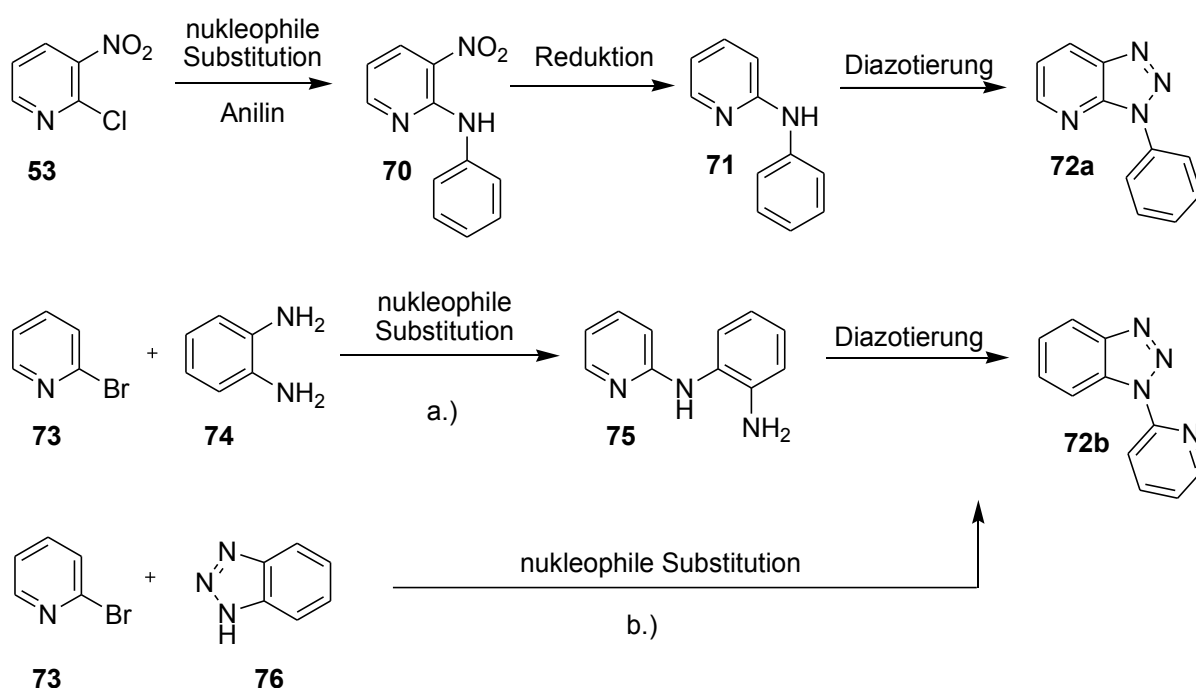 nukleophile
Substitution
Anilin
Reduktion
Diazotierung
NO2
N
Cl
53
NO2
N
NH
70
N
NH
71
N
N
N
N
72a
nukleophile
Substitution
Diazotierung
N
Br
73
+
NH2
NH2
74
a.)
N
N
H
NH2
75
N
N
N
N
72b
nukleophile Substitution
b.)
N
Br
73
+
N
N
N
H
76